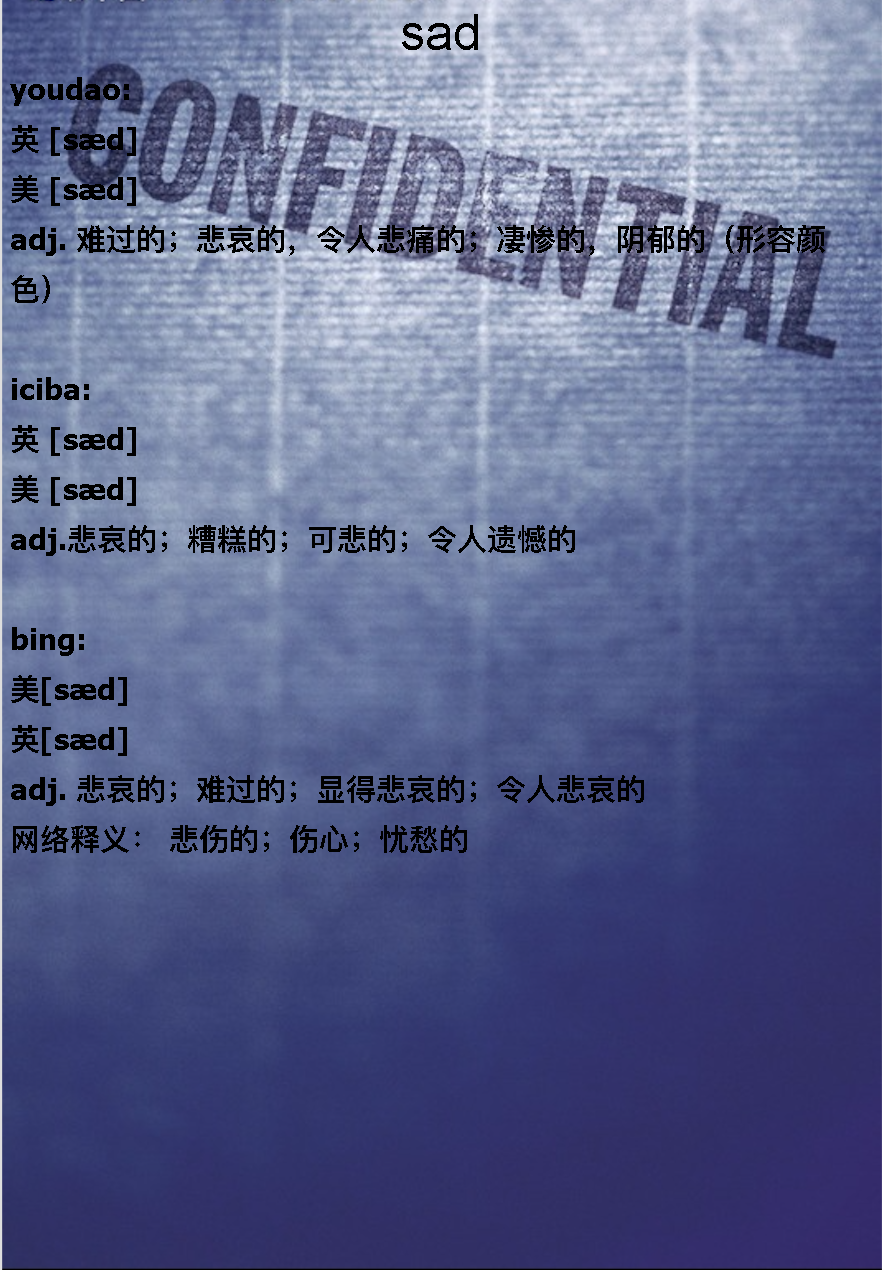 sad
CONFIDENTIAL
youdao:
英 [sæd]
美 [sæd]
adj. 难过的；悲哀的，令人悲痛的；凄惨的，阴郁的（形容颜
色）
iciba:
英 [sæd]
美 [sæd]
adj.悲哀的；糟糕的；可悲的；令人遗憾的
bing:
美[sæd]
英[sæd]
adj. 悲哀的；难过的；显得悲哀的；令人悲哀的
网络释义： 悲伤的；伤心；忧愁的